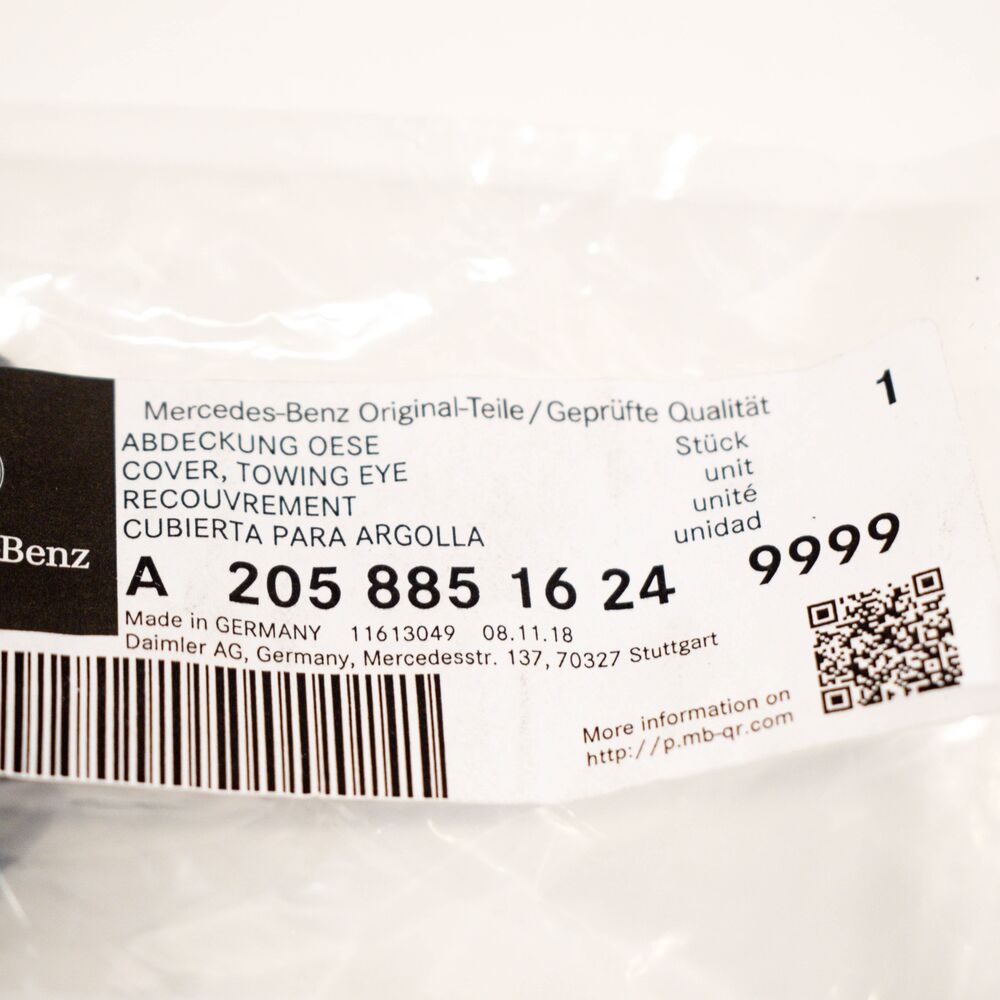 Mercedes-Benz Original-Teile/Geprüfte Qualität 1
ABDECKUNG OESE Stück
COVER, TOWING EYE unit
RECOUVREMENT unité
CUBIERTA PARA ARGOLLA unidad
Benz
A 205 885 16 24 9999
Made in GERMANY 11613049 08.11.18
Daimler AG, Germany, Mercedesstr. 137, 70327 Stuttgart
More information on
http://p.mb-qr.com